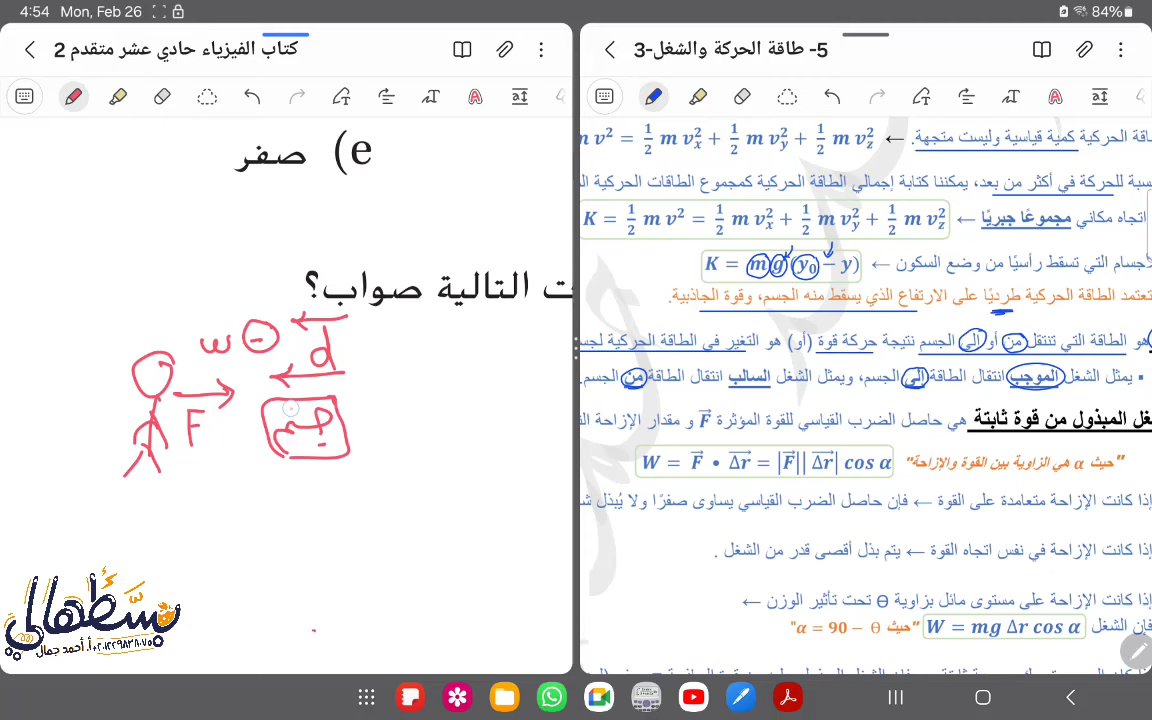 4:54 Mon, Feb 26
84%
كتاب الفيزياء حادي عشر متقدم 2
e) صفر
ت التالية صواب؟
w -
d
F
جسم
بسطهالي
أ. أحمد جمال
5- طاقة الحركة والشغل-3
اقة الحركية كمية قياسية وليست متجهة. ← m v² = 1/2 m v²x + 1/2 m v²y + 1/2 m v²z
سبة للحركة في أكثر من بعد، يمكننا كتابة إجمالي الطاقة الحركية كمجموع الطاقات الحركية ال
اتجاه مكاني مجموعًا جبريًا ← K = 1/2 m v² = 1/2 m v²x + 1/2 m v²y + 1/2 m v²z
لأجسام التي تسقط رأسيًا من وضع السكون ← K = mg (y₀ − y)
تعتمد الطاقة الحركية طرديًا على الارتفاع الذي يسقط منه الجسم، وقوة الجاذبية.
هو الطاقة التي تنتقل من أو الى الجسم نتيجة حركة قوة (أو) هو التغير في الطاقة الحركية لجس
▪ يمثل الشغل الموجب انتقال الطاقة الى الجسم، ويمثل الشغل السالب انتقال الطاقة من الجسم.
غل المبذول من قوة ثابتة هي حاصل الضرب القياسي للقوة المؤثرة F و مقدار الإزاحة الن
W = F • Δr = |F| |Δr| cos α "حيث α هي الزاوية بين القوة والإزاحة"
إذا كانت الإزاحة متعامدة على القوة ← فإن حاصل الضرب القياسي يساوى صفرًا ولا يُبذل شغ
إذا كانت الإزاحة في نفس اتجاه القوة ← يتم بذل أقصى قدر من الشغل .
إذا كانت الإزاحة على مستوى مائل بزاوية Θ تحت تأثير الوزن ←
فإن الشغل W = mg Δr cos α "حيث α = 90 − Θ"